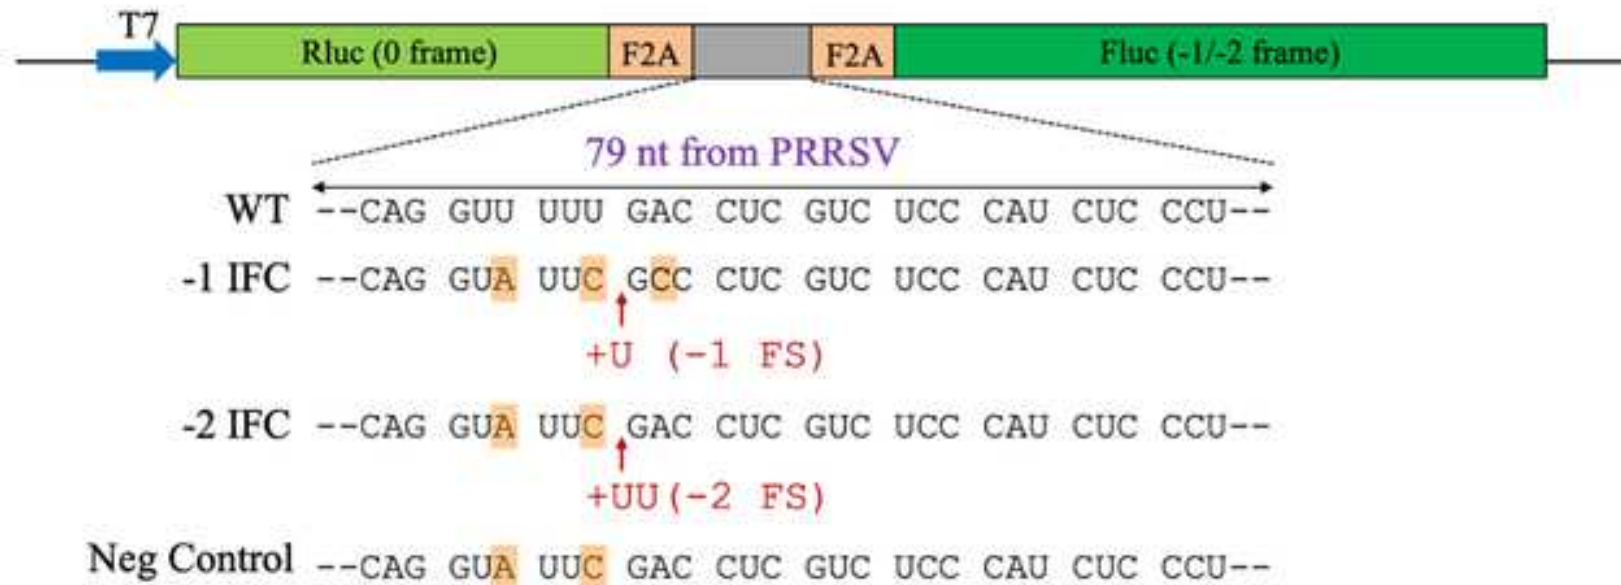 T7
Rluc (0 frame) F2A F2A Fluc (-1/-2 frame)
79 nt from PRRSV
WT --CAG GUU UUU GAC CUC GUC UCC CAU CUC CCU--
-1 IFC --CAG GUA UUC GCC CUC GUC UCC CAU CUC CCU--
+U (-1 FS)
-2 IFC --CAG GUA UUC GAC CUC GUC UCC CAU CUC CCU--
+UU(-2 FS)
Neg Control --CAG GUA UUC GAC CUC GUC UCC CAU CUC CCU--